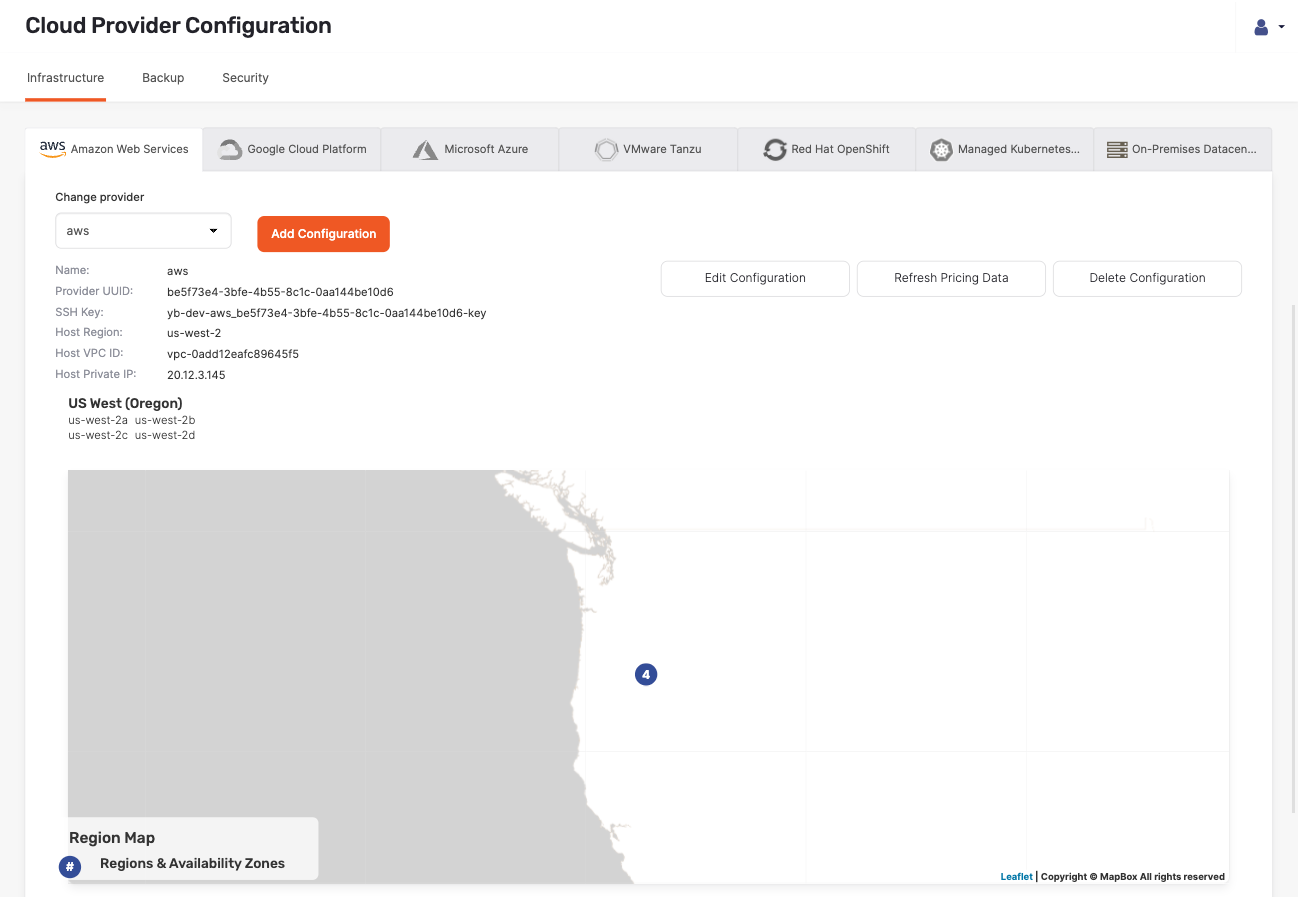 Cloud Provider Configuration
Infrastructure Backup Security
aws Amazon Web Services Google Cloud Platform Microsoft Azure VMware Tanzu Red Hat OpenShift Managed Kubernetes... On-Premises Datacen...
Change provider
aws Add Configuration
Name: aws
Edit Configuration Refresh Pricing Data Delete Configuration
Provider UUID: be5f73e4-3bfe-4b55-8c1c-0aa144be10d6
SSH Key: yb-dev-aws_be5f73e4-3bfe-4b55-8c1c-0aa144be10d6-key
Host Region: us-west-2
Host VPC ID: vpc-0add12eafc89645f5
Host Private IP: 20.12.3.145
US West (Oregon)
us-west-2a us-west-2b
us-west-2c us-west-2d
4
Region Map
# Regions & Availability Zones
Leaflet | Copyright © MapBox All rights reserved